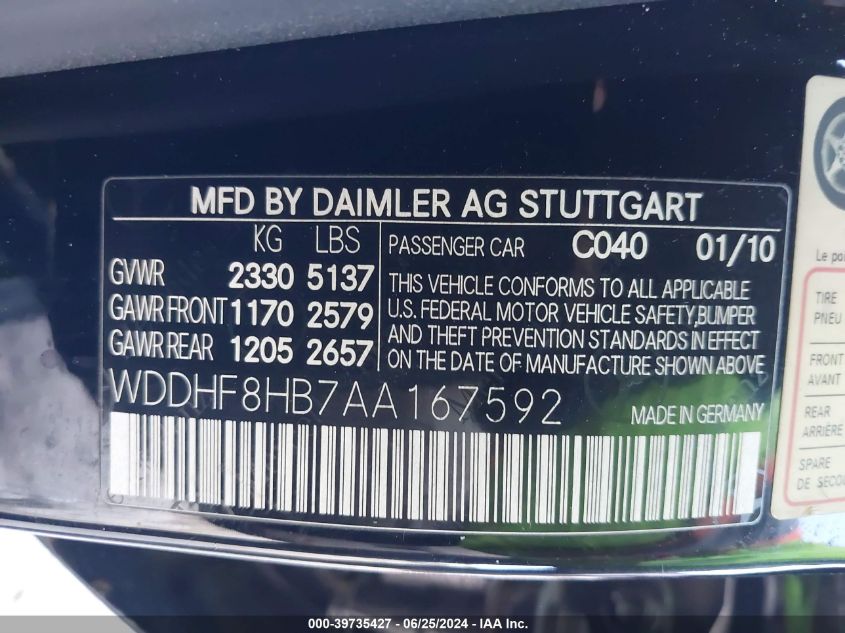 MFD BY DAIMLER AG STUTTGART
KG LBS
GVWR 2330 5137
GAWR FRONT 1170 2579
GAWR REAR 1205 2657
PASSENGER CAR C040 01/10
THIS VEHICLE CONFORMS TO ALL APPLICABLE
U.S. FEDERAL MOTOR VEHICLE SAFETY,BUMPER
AND THEFT PREVENTION STANDARDS IN EFFECT
ON THE DATE OF MANUFACTURE SHOWN ABOVE
WDDHF8HB7AA167592 MADE IN GERMANY
Le
TIRE
PNEU
FRONT
AVANT
REAR
ARRIÈRE
SPARE
DE
000-39735427 - 06/25/2024 - IAA Inc.